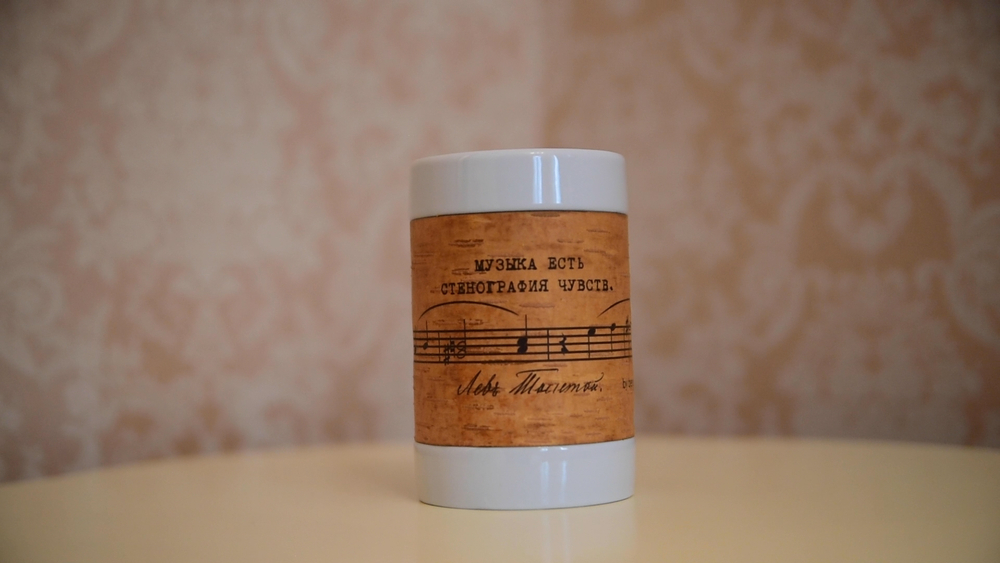 МУЗЫКА ЕСТЬ
СТЕНОГРАФИЯ ЧУВСТВ.
Левъ Толстой.